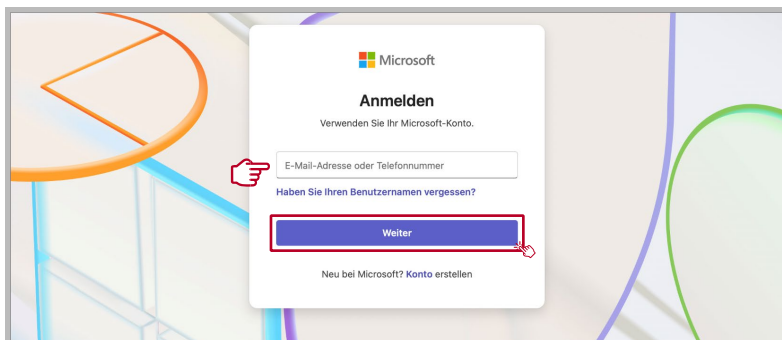 Microsoft
Anmelden
Verwenden Sie Ihr Microsoft-Konto.
E-Mail-Adresse oder Telefonnummer
Haben Sie Ihren Benutzernamen vergessen?
Weiter
Neu bei Microsoft? Konto erstellen